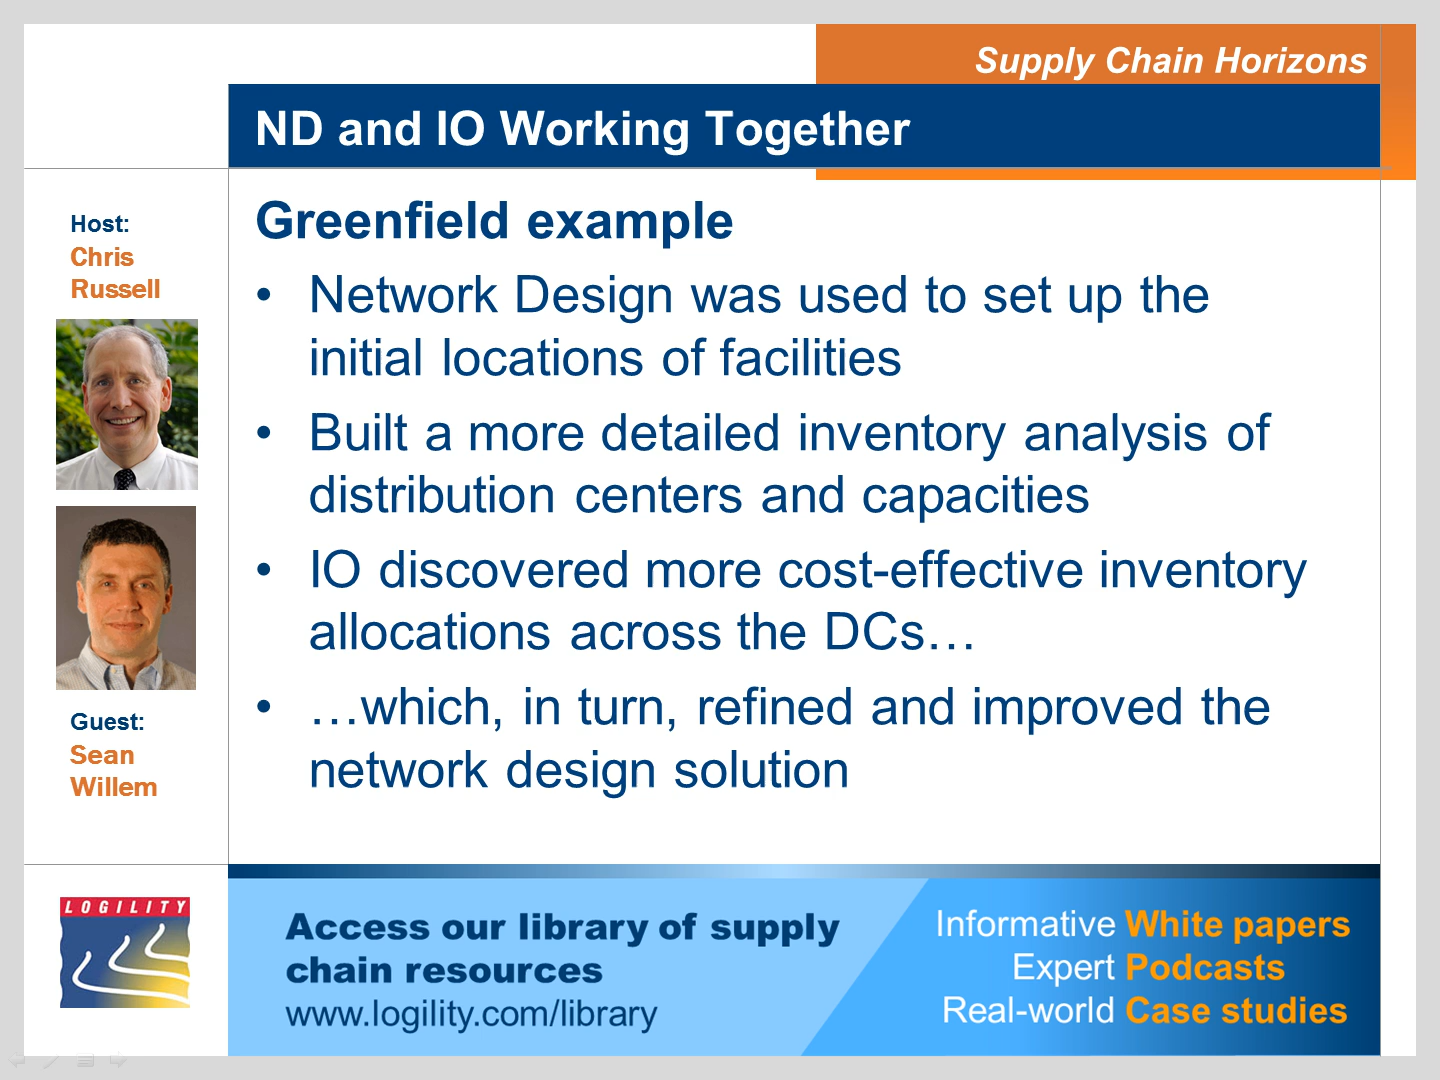 Supply Chain Horizons
ND and IO Working Together
Host:
Chris
Russell
Guest:
Sean
Willem
Greenfield example
• Network Design was used to set up the
initial locations of facilities
• Built a more detailed inventory analysis of
distribution centers and capacities
• IO discovered more cost-effective inventory
allocations across the DCs…
• …which, in turn, refined and improved the
network design solution
LOGILITY
Access our library of supply
chain resources
www.logility.com/library
Informative White papers
Expert Podcasts
Real-world Case studies